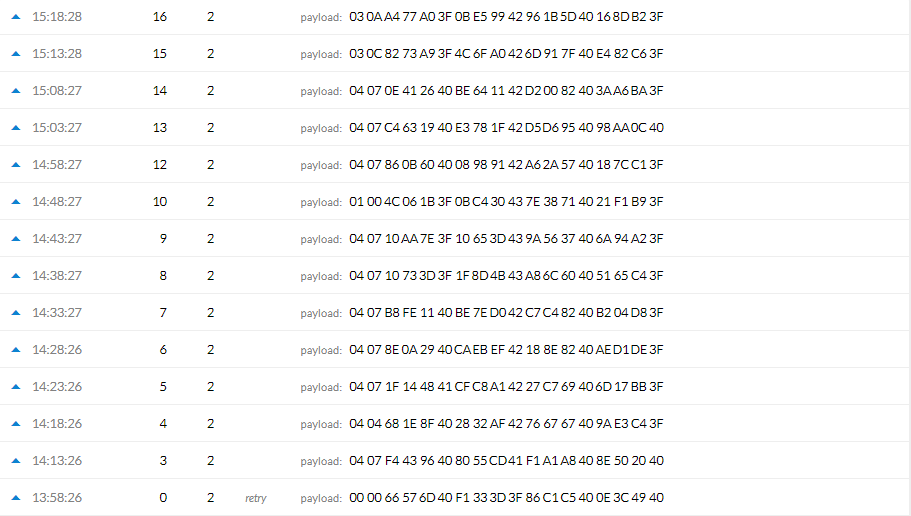 15:18:28 16 2 payload: 03 0A A4 77 A0 3F 0B E5 99 42 96 1B 5D 40 16 8D B2 3F
15:13:28 15 2 payload: 03 0C 82 73 A9 3F 4C 6F A0 42 6D 91 7F 40 E4 82 C6 3F
15:08:27 14 2 payload: 04 07 0E 41 26 40 BE 64 11 42 D2 00 82 40 3A A6 BA 3F
15:03:27 13 2 payload: 04 07 C4 63 19 40 E3 78 1F 42 D5 D6 95 40 98 AA 0C 40
14:58:27 12 2 payload: 04 07 86 0B 60 40 08 98 91 42 A6 2A 57 40 18 7C C1 3F
14:48:27 10 2 payload: 01 00 4C 06 1B 3F 0B C4 30 43 7E 38 71 40 21 F1 B9 3F
14:43:27 9 2 payload: 04 07 10 AA 7E 3F 10 65 3D 43 9A 56 37 40 6A 94 A2 3F
14:38:27 8 2 payload: 04 07 10 73 3D 3F 1F 8D 4B 43 A8 6C 60 40 51 65 C4 3F
14:33:27 7 2 payload: 04 07 B8 FE 11 40 BE 7E D0 42 C7 C4 82 40 B2 04 D8 3F
14:28:26 6 2 payload: 04 07 8E 0A 29 40 CA EB EF 42 18 8E 82 40 AE D1 DE 3F
14:23:26 5 2 payload: 04 07 1F 14 48 41 CF C8 A1 42 27 C7 69 40 6D 17 BB 3F
14:18:26 4 2 payload: 04 04 68 1E 8F 40 28 32 AF 42 76 67 67 40 9A E3 C4 3F
14:13:26 3 2 payload: 04 07 F4 43 96 40 80 55 CD 41 F1 A1 A8 40 8E 50 20 40
13:58:26 0 2 retry payload: 00 00 66 57 6D 40 F1 33 3D 3F 86 C1 C5 40 0E 3C 49 40